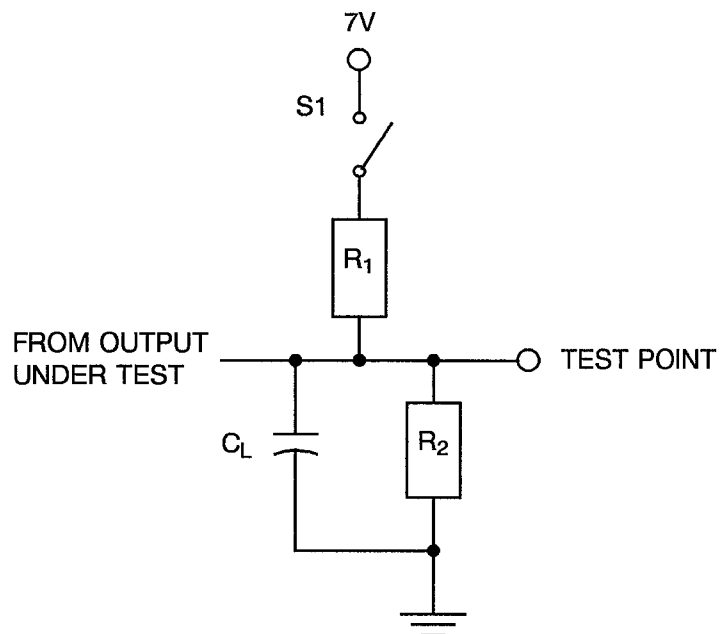 7V
S1
R1
FROM OUTPUT
UNDER TEST
TEST POINT
CL
R2